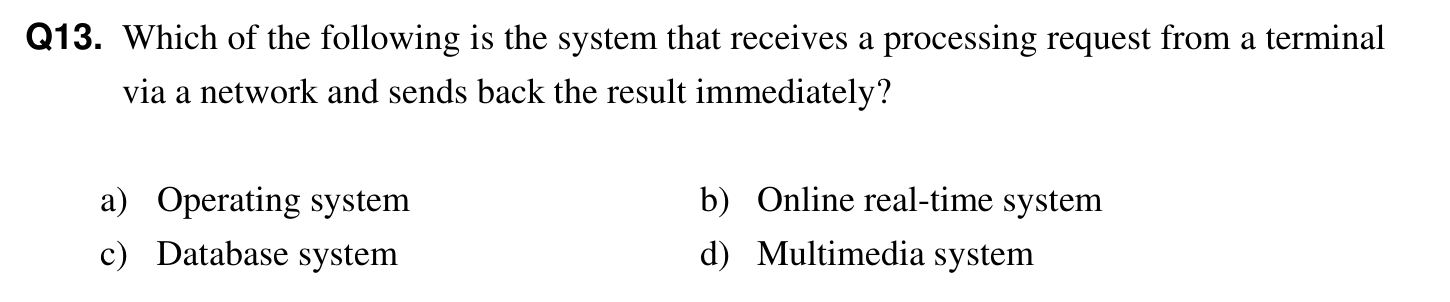 Q13. Which of the following is the system that receives a processing request from a terminal
via a network and sends back the result immediately?
a) Operating system b) Online real-time system
c) Database system d) Multimedia system